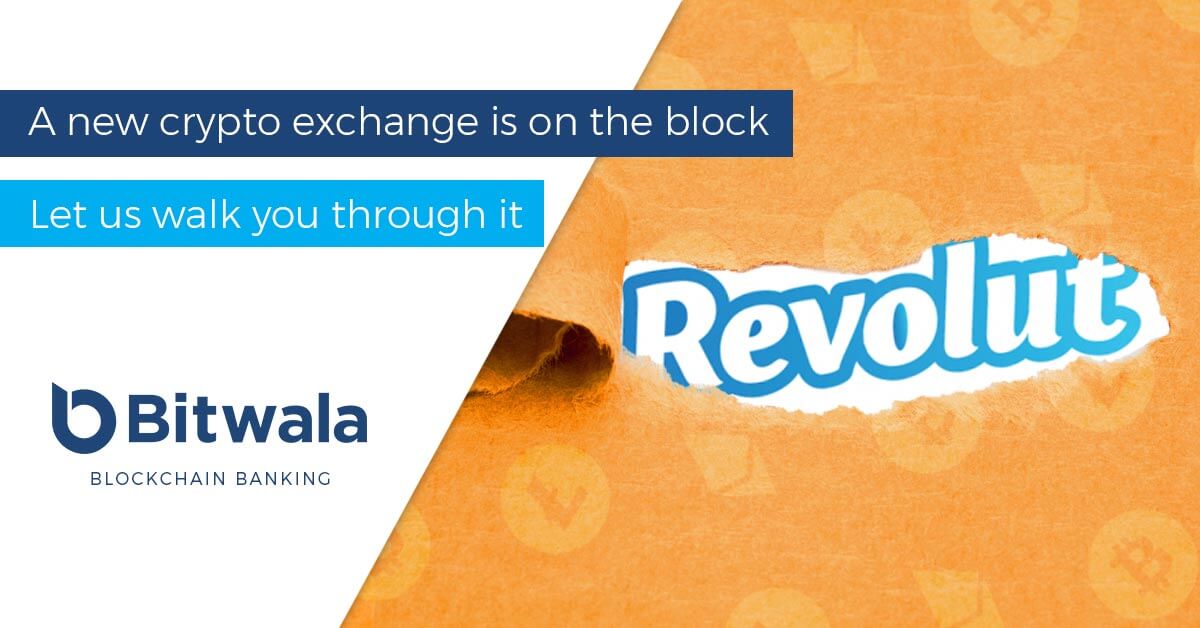 A new crypto exchange is on the block
Let us walk you through it
Revolut
Bitwala
BLOCKCHAIN BANKING